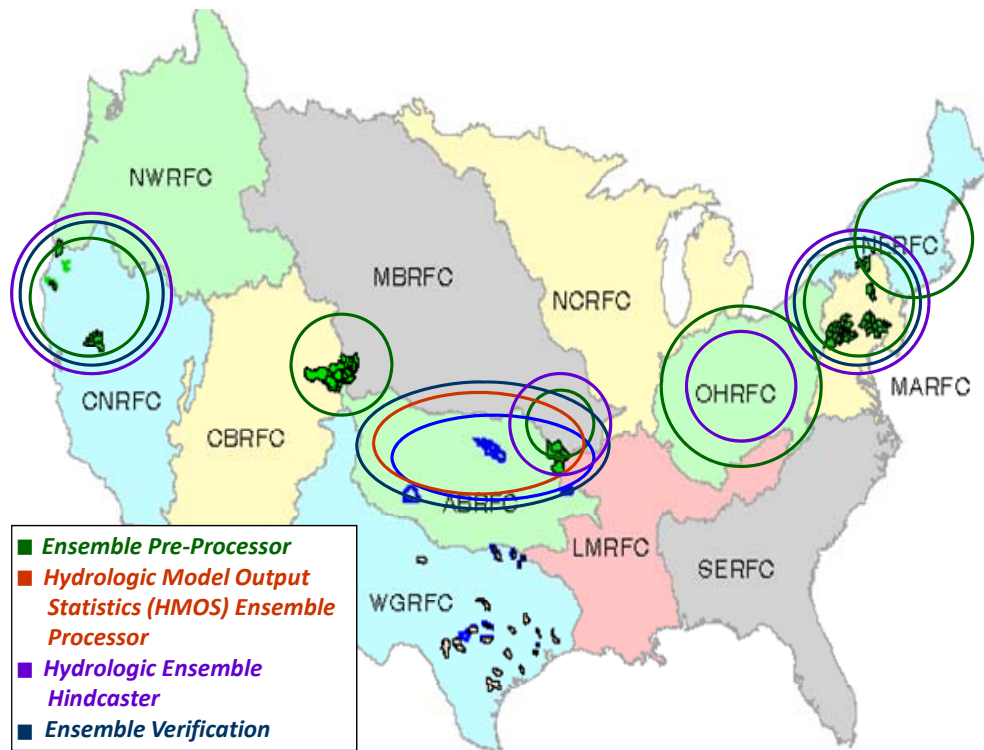 NWRFC
MBRFC
NCRFC
NERFC
CNRFC
CBRFC
OHRFC
MARFC
ABRFC
LMRFC
SERFC
WGRFC
Ensemble Pre-Processor
Hydrologic Model Output
Statistics (HMOS) Ensemble
Processor
Hydrologic Ensemble
Hindcaster
Ensemble Verification